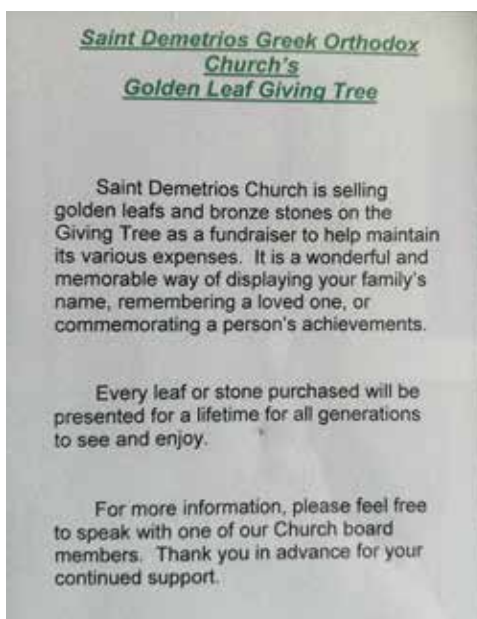 Saint Demetrios Greek Orthodox
Church's
Golden Leaf Giving Tree
Saint Demetrios Church is selling
golden leafs and bronze stones on the
Giving Tree as a fundraiser to help maintain
its various expenses. It is a wonderful and
memorable way of displaying your family's
name, remembering a loved one, or
commemorating a person's achievements.
Every leaf or stone purchased will be
presented for a lifetime for all generations
to see and enjoy.
For more information, please feel free
to speak with one of our Church board
members. Thank you in advance for your
continued support.